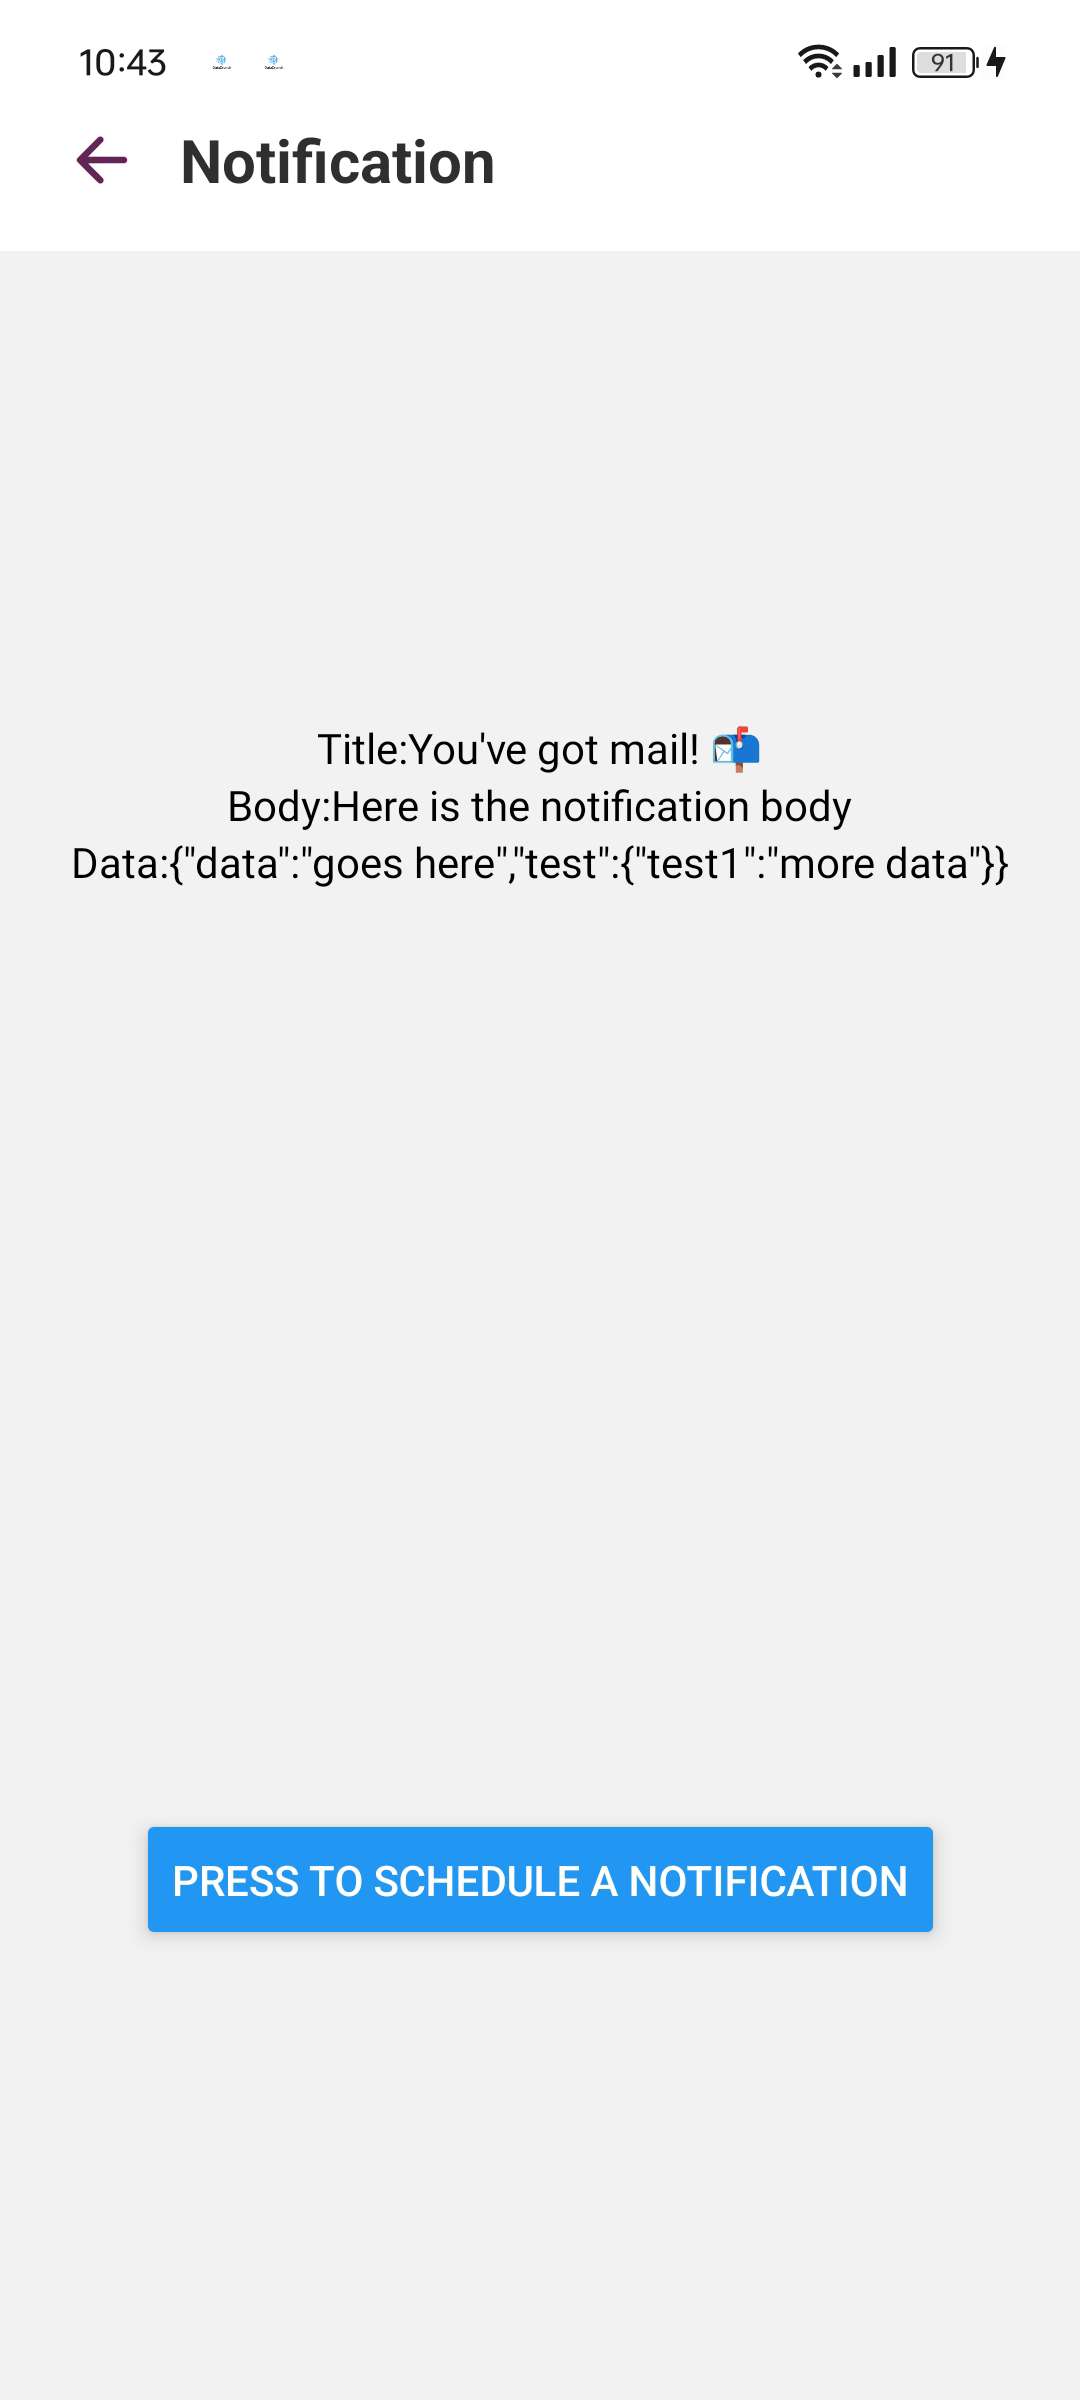 10:43
91
Notification
Title:You've got mail! 📬
Body:Here is the notification body
Data:{"data":"goes here","test":{"test1":"more data"}}
PRESS TO SCHEDULE A NOTIFICATION